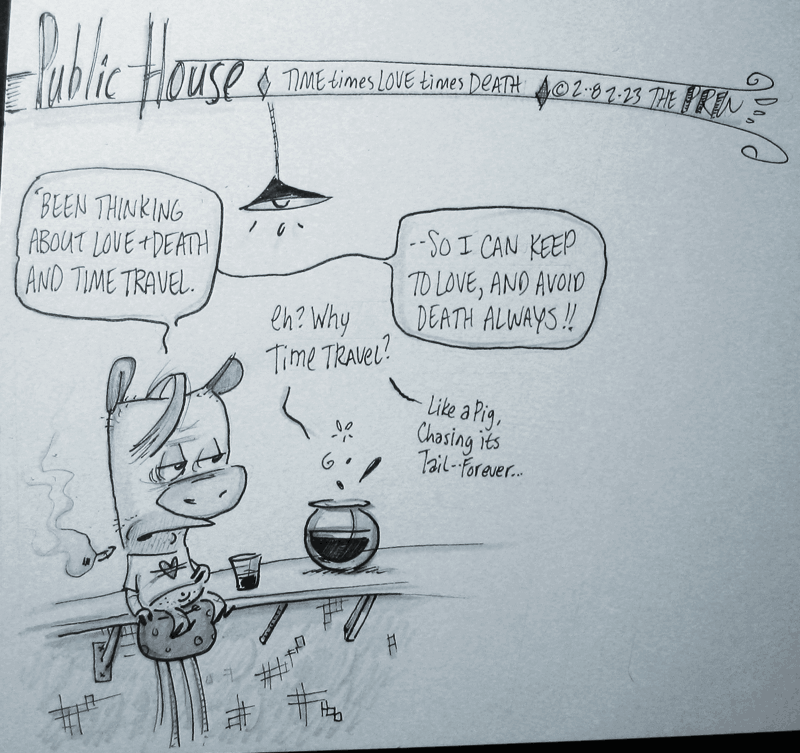 Public House
TIME times LOVE times DEATH
© 2-8 2-23 THE
'BEEN THINKING
ABOUT LOVE + DEATH
AND TIME TRAVEL.
--SO I CAN KEEP
TO LOVE, AND AVOID
DEATH ALWAYS!!
eh? Why
Time TRAVEL?
Like a Pig,
Chasing its
Tail--Forever...